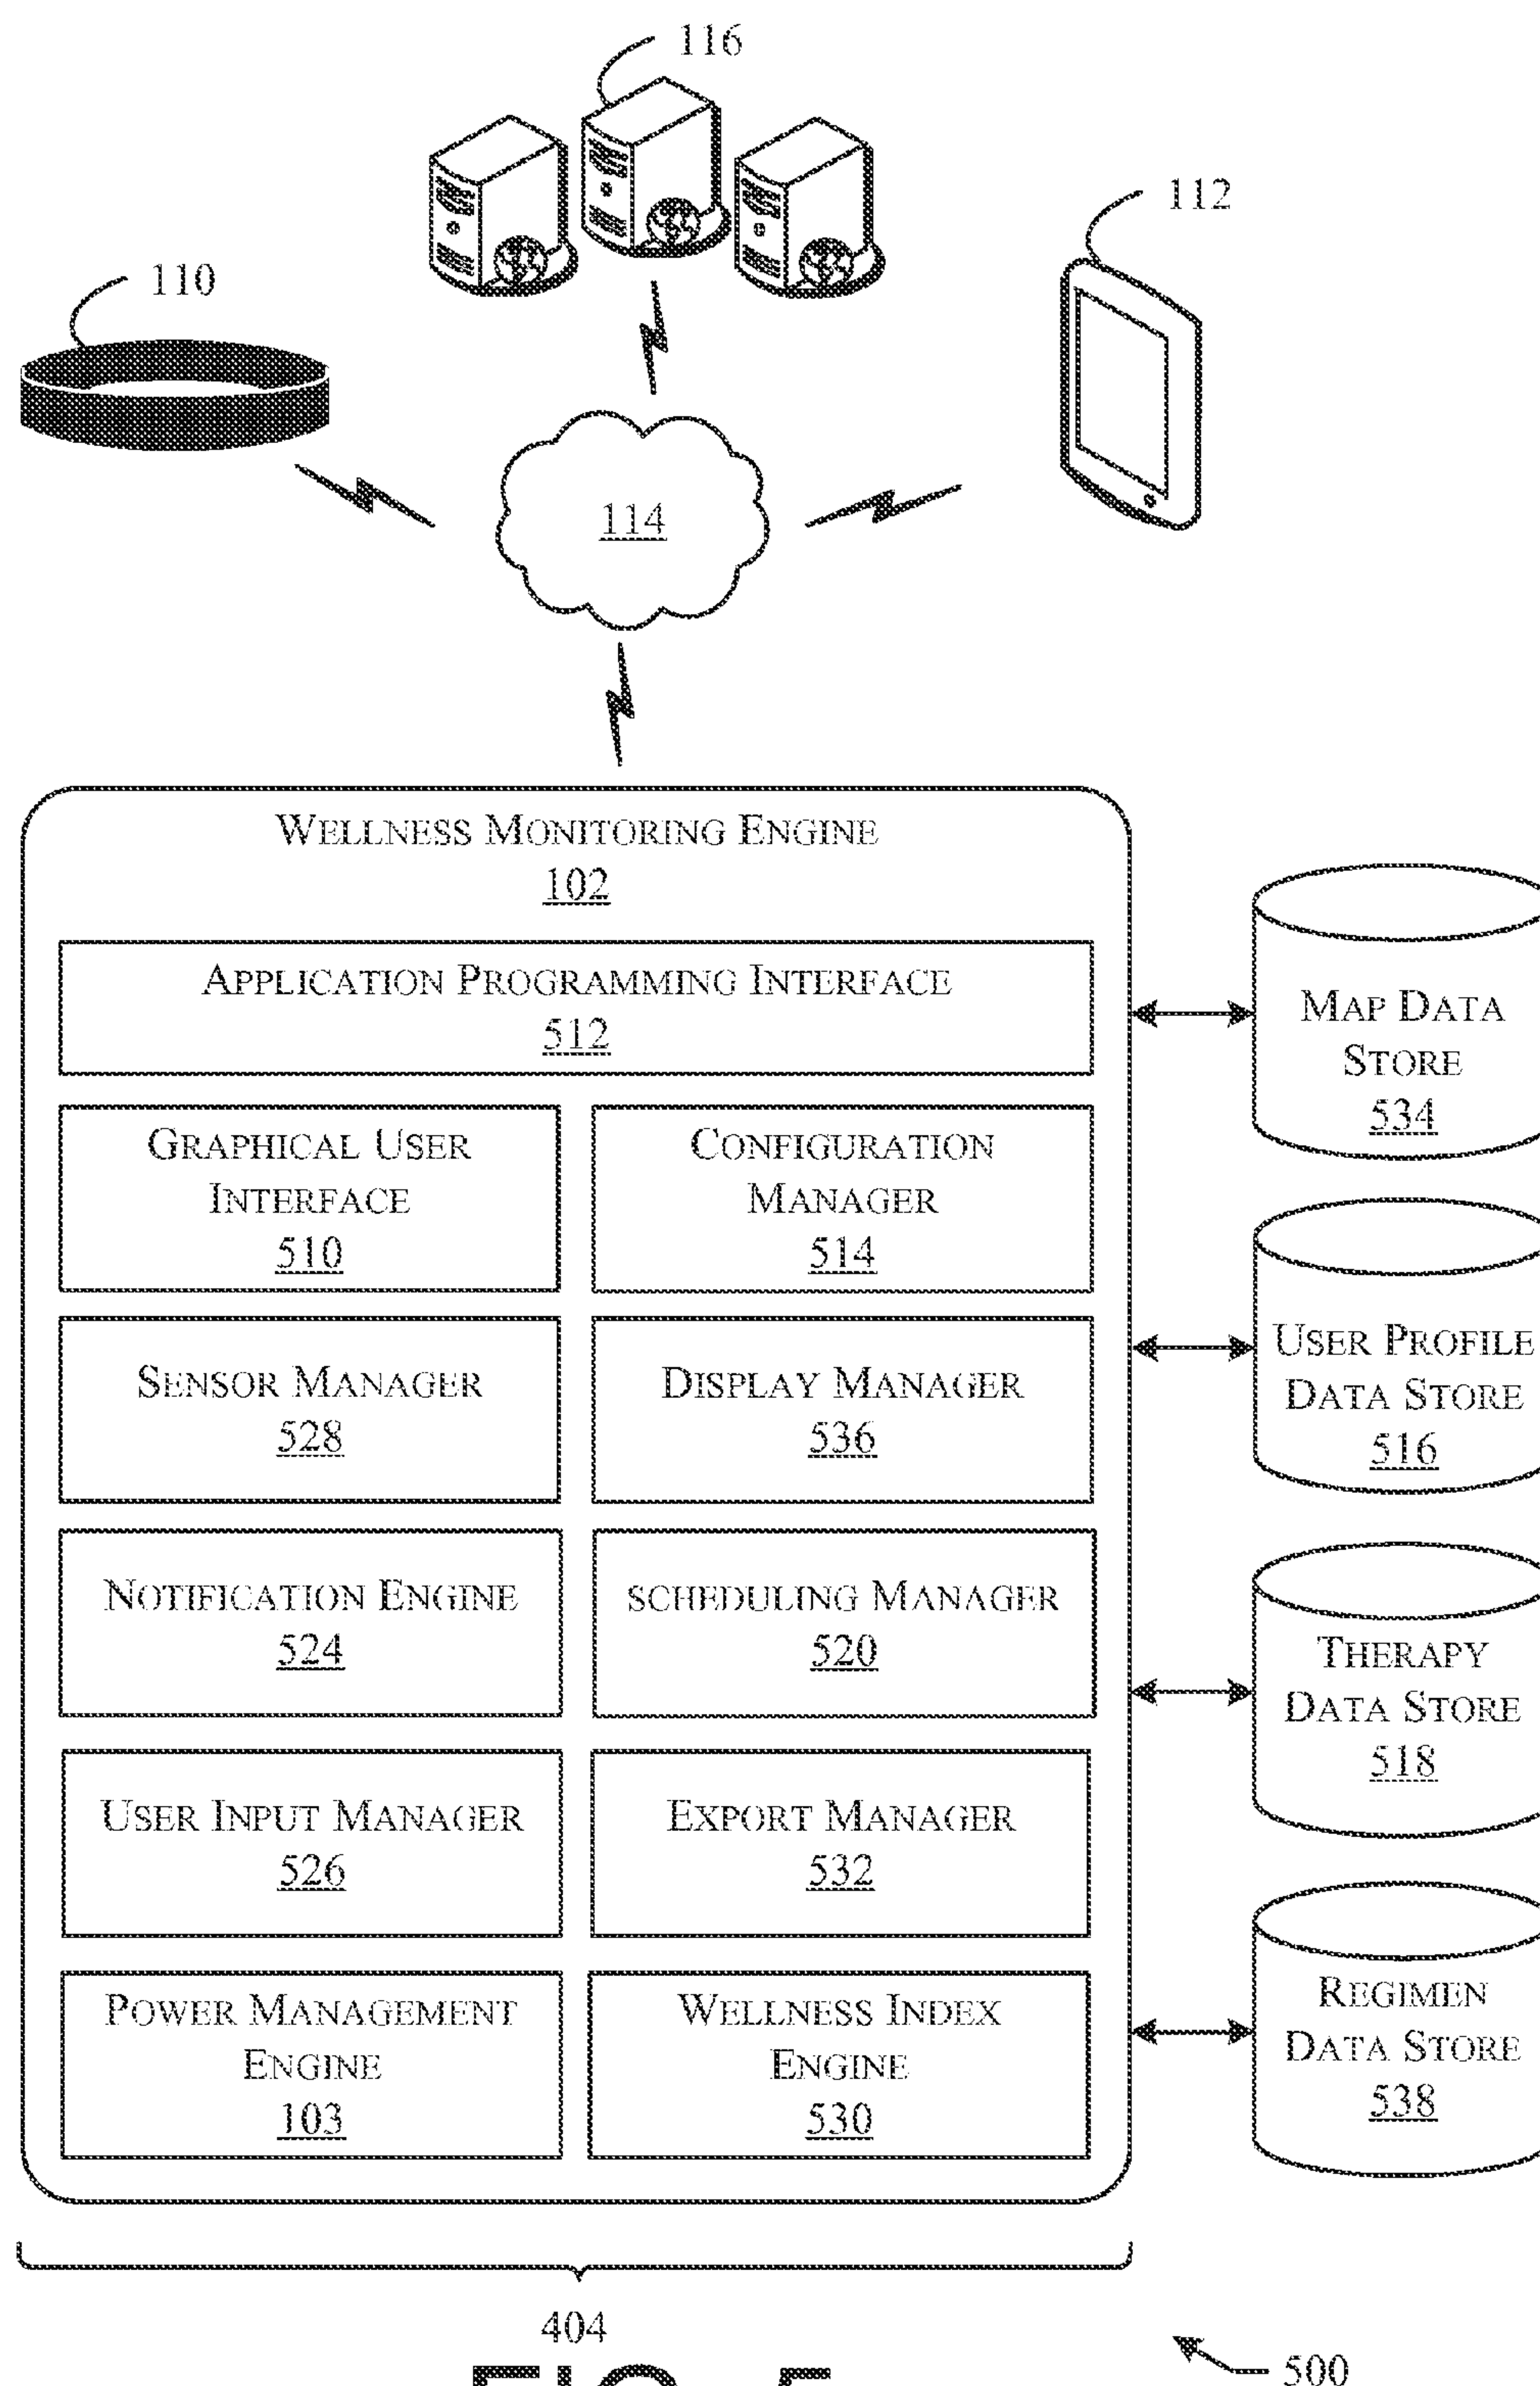 116
112
110
114
WELLNESS MONITORING ENGINE
102
APPLICATION PROGRAMMING INTERFACE
512
GRAPHICAL USER
INTERFACE
510
CONFIGURATION
MANAGER
514
SENSOR MANAGER
528
DISPLAY MANAGER
536
NOTIFICATION ENGINE
524
SCHEDULING MANAGER
520
USER INPUT MANAGER
526
EXPORT MANAGER
532
POWER MANAGEMENT
ENGINE
103
WELLNESS INDEX
ENGINE
530
MAP DATA
STORE
534
USER PROFILE
DATA STORE
516
THERAPY
DATA STORE
518
REGIMEN
DATA STORE
538
404
500
FIG. 5